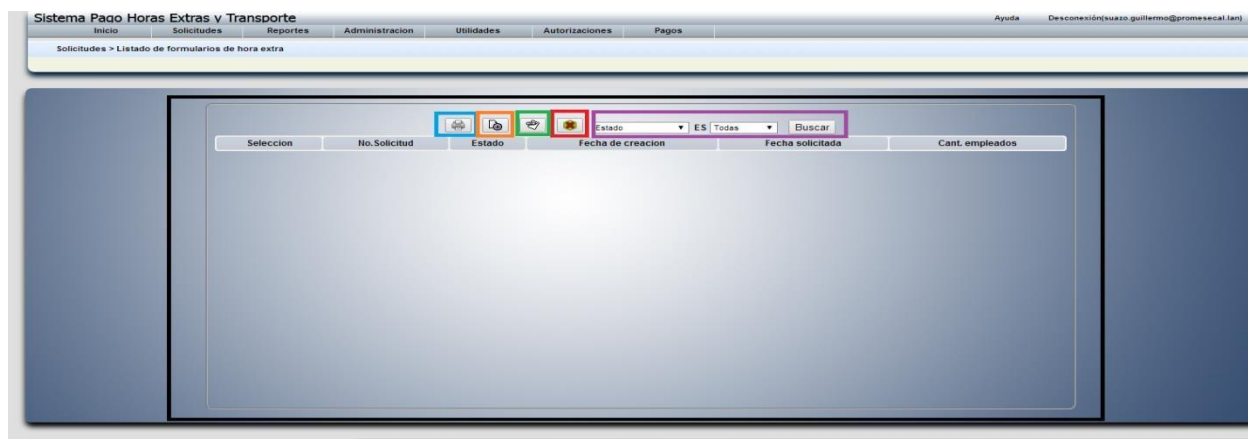 Sistema Pago Horas Extras y Transporte
Ayuda Desconexión(suazo.guillermo@promesecal.lan)
Inicio Solicitudes Reportes Administracion Utilidades Autorizaciones Pagos
Solicitudes > Listado de formularios de hora extra
Estado ES Todas Buscar
Seleccion No.Solicitud Estado Fecha de creacion Fecha solicitada Cant. empleados